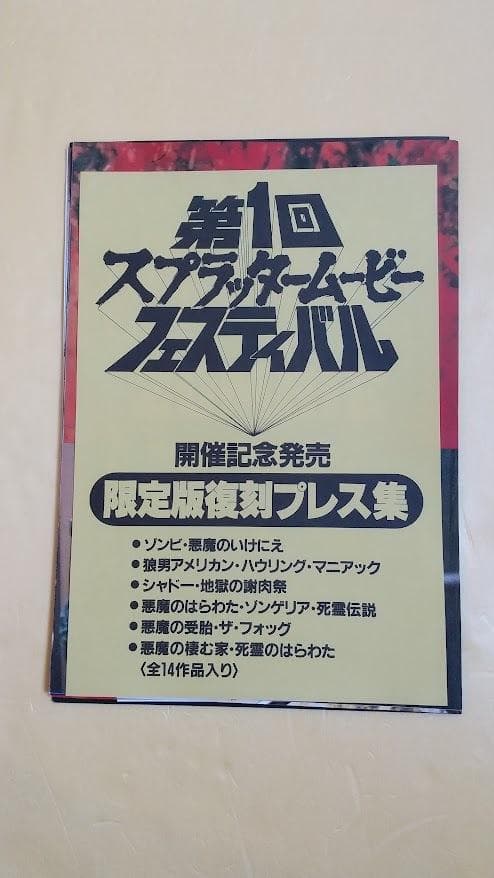 第1回
スプラッタームービー
フェスティバル
開催記念発売
限定版復刻プレス集
●ゾンビ・悪魔のいけにえ
●狼男アメリカン・ハウリング・マニアック
●シャドー・地獄の謝肉祭
●悪魔のはらわた・ゾンゲリア・死霊伝説
●悪魔の受胎・ザ・フォッグ
●悪魔の棲む家・死霊のはらわた
〈全14作品入り〉